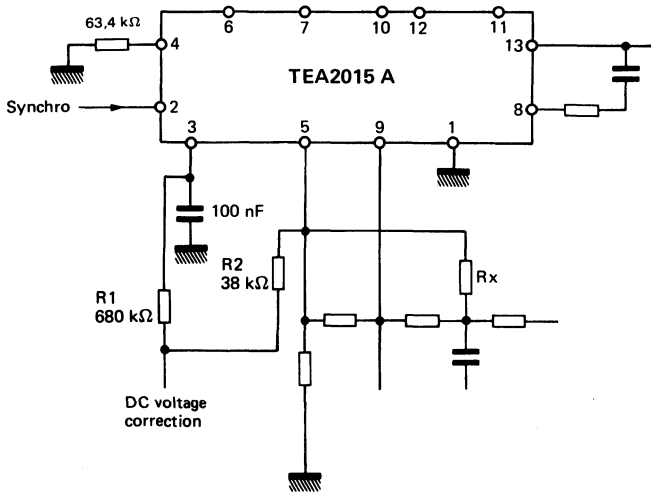 63,4 kΩ
4
6
7
10
12
11
13
TEA2015 A
Synchro
2
8
3
5
9
1
100 nF
R2
38 kΩ
Rx
R1
680 kΩ
DC voltage
correction